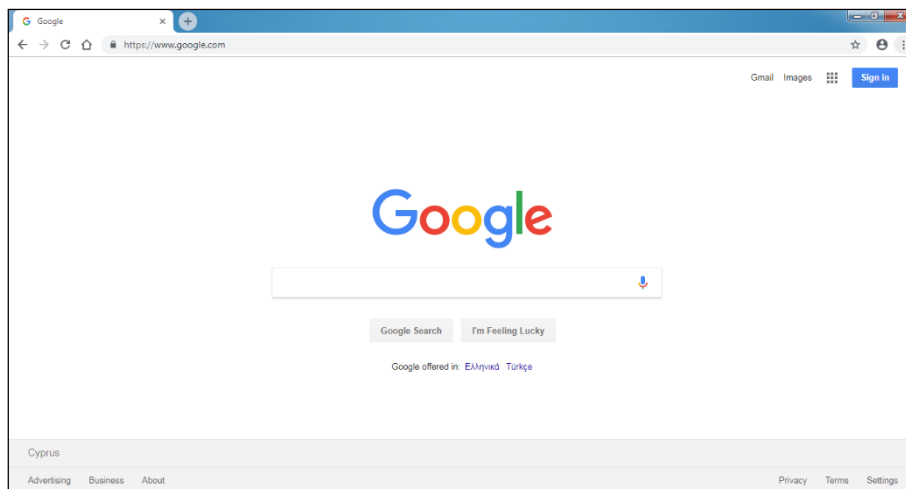 Google
https://www.google.com
Gmail Images Sign in
Google
Google Search I'm Feeling Lucky
Google offered in: Ελληνικά Türkçe
Cyprus
Advertising Business About Privacy Terms Settings